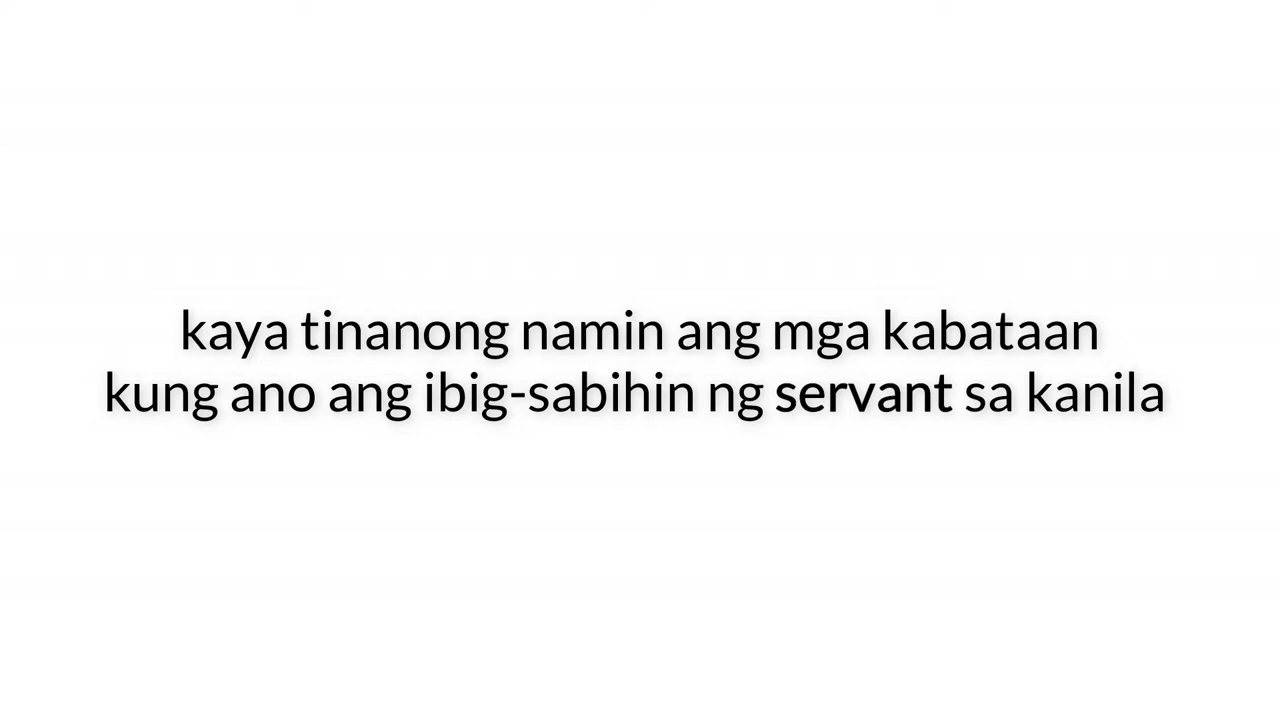 kaya tinanong namin ang mga kabataan
kung ano ang ibig-sabihin ng servant sa kanila